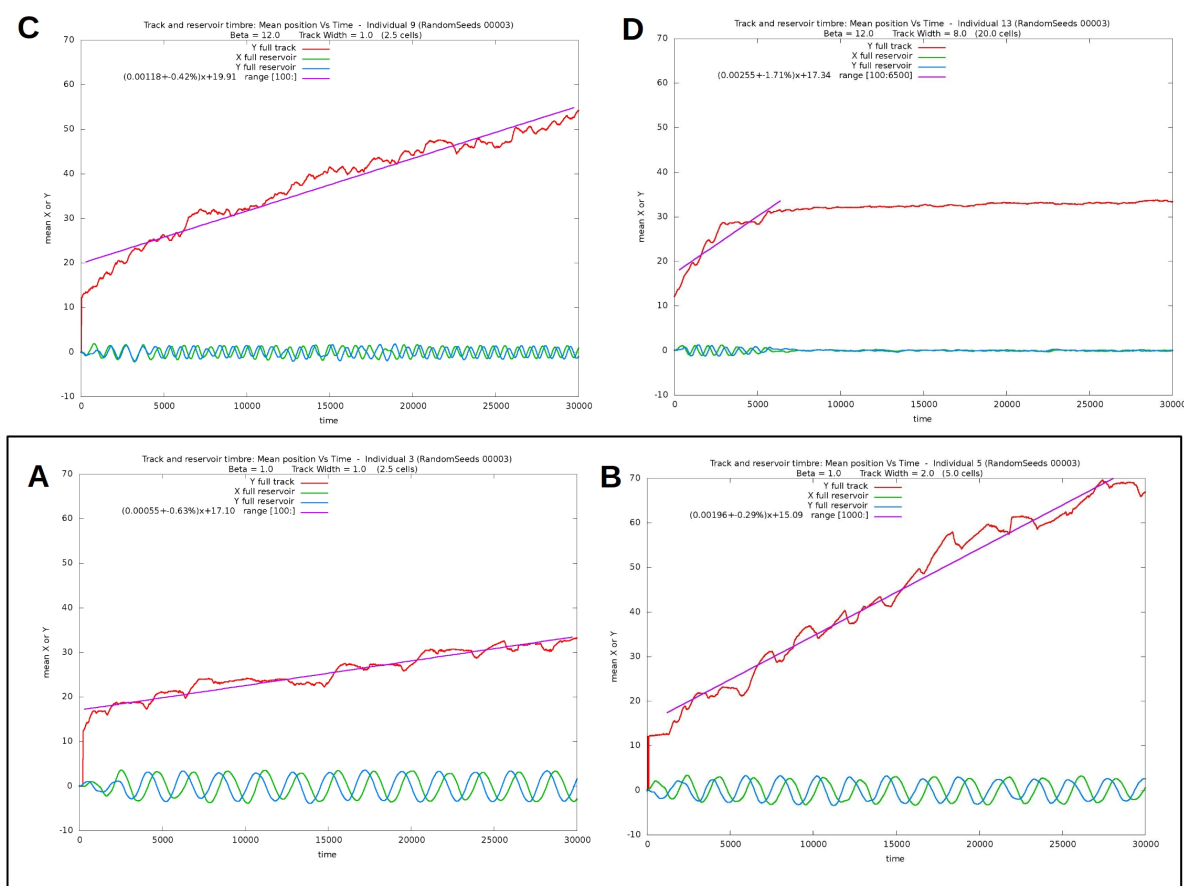 C
Track and reservoir timbre: Mean position Vs Time - Individual 9 (RandomSeeds 00003)
Beta = 12.0 Track Width = 1.0 (2.5 cells)
Y full track
X full reservoir
Y full reservoir
(0.00118+-0.42%)x+19.91 range [100:]
70
60
50
40
30
20
10
0
-10
mean X or Y
0 5000 10000 15000 20000 25000 30000
time
D
Track and reservoir timbre: Mean position Vs Time - Individual 13 (RandomSeeds 00003)
Beta = 12.0 Track Width = 8.0 (20.0 cells)
Y full track
X full reservoir
Y full reservoir
(0.00255+-1.71%)x+17.34 range [100:6500]
70
60
50
40
30
20
10
0
-10
mean X or Y
0 5000 10000 15000 20000 25000 30000
time
A
Track and reservoir timbre: Mean position Vs Time - Individual 3 (RandomSeeds 00003)
Beta = 1.0 Track Width = 1.0 (2.5 cells)
Y full track
X full reservoir
Y full reservoir
(0.00055+-0.63%)x+17.10 range [100:]
70
60
50
40
30
20
10
0
-10
mean X or Y
0 5000 10000 15000 20000 25000 30000
time
B
Track and reservoir timbre: Mean position Vs Time - Individual 5 (RandomSeeds 00003)
Beta = 1.0 Track Width = 2.0 (5.0 cells)
Y full track
X full reservoir
Y full reservoir
(0.00196+-0.29%)x+15.09 range [1000:]
70
60
50
40
30
20
10
0
-10
mean X or Y
0 5000 10000 15000 20000 25000 30000
time